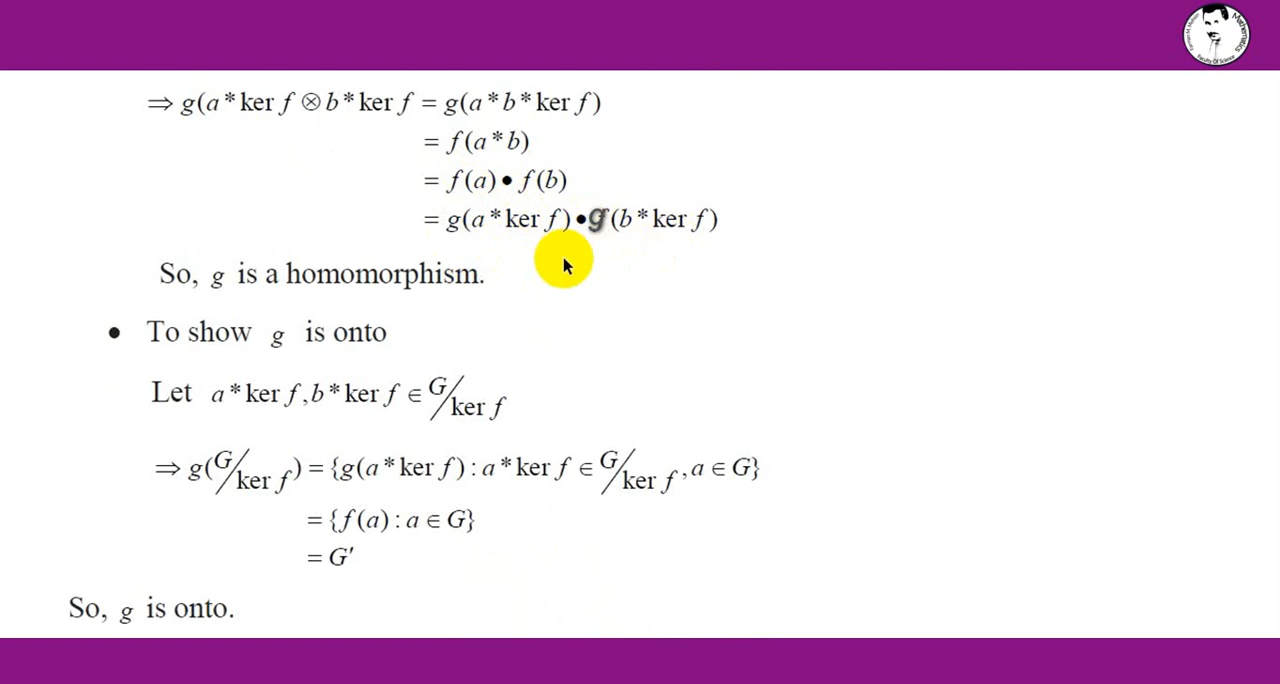 ⇒ g(a * ker f ⊗ b * ker f = g(a * b * ker f)
= f(a * b)
= f(a) • f(b)
= g(a * ker f) • g(b * ker f)
So, g is a homomorphism.
• To show g is onto
Let a * ker f , b * ker f ∈ G/ker f
⇒ g(G/ker f) = {g(a * ker f) : a * ker f ∈ G/ker f , a ∈ G}
= {f(a) : a ∈ G}
= G′
So, g is onto.